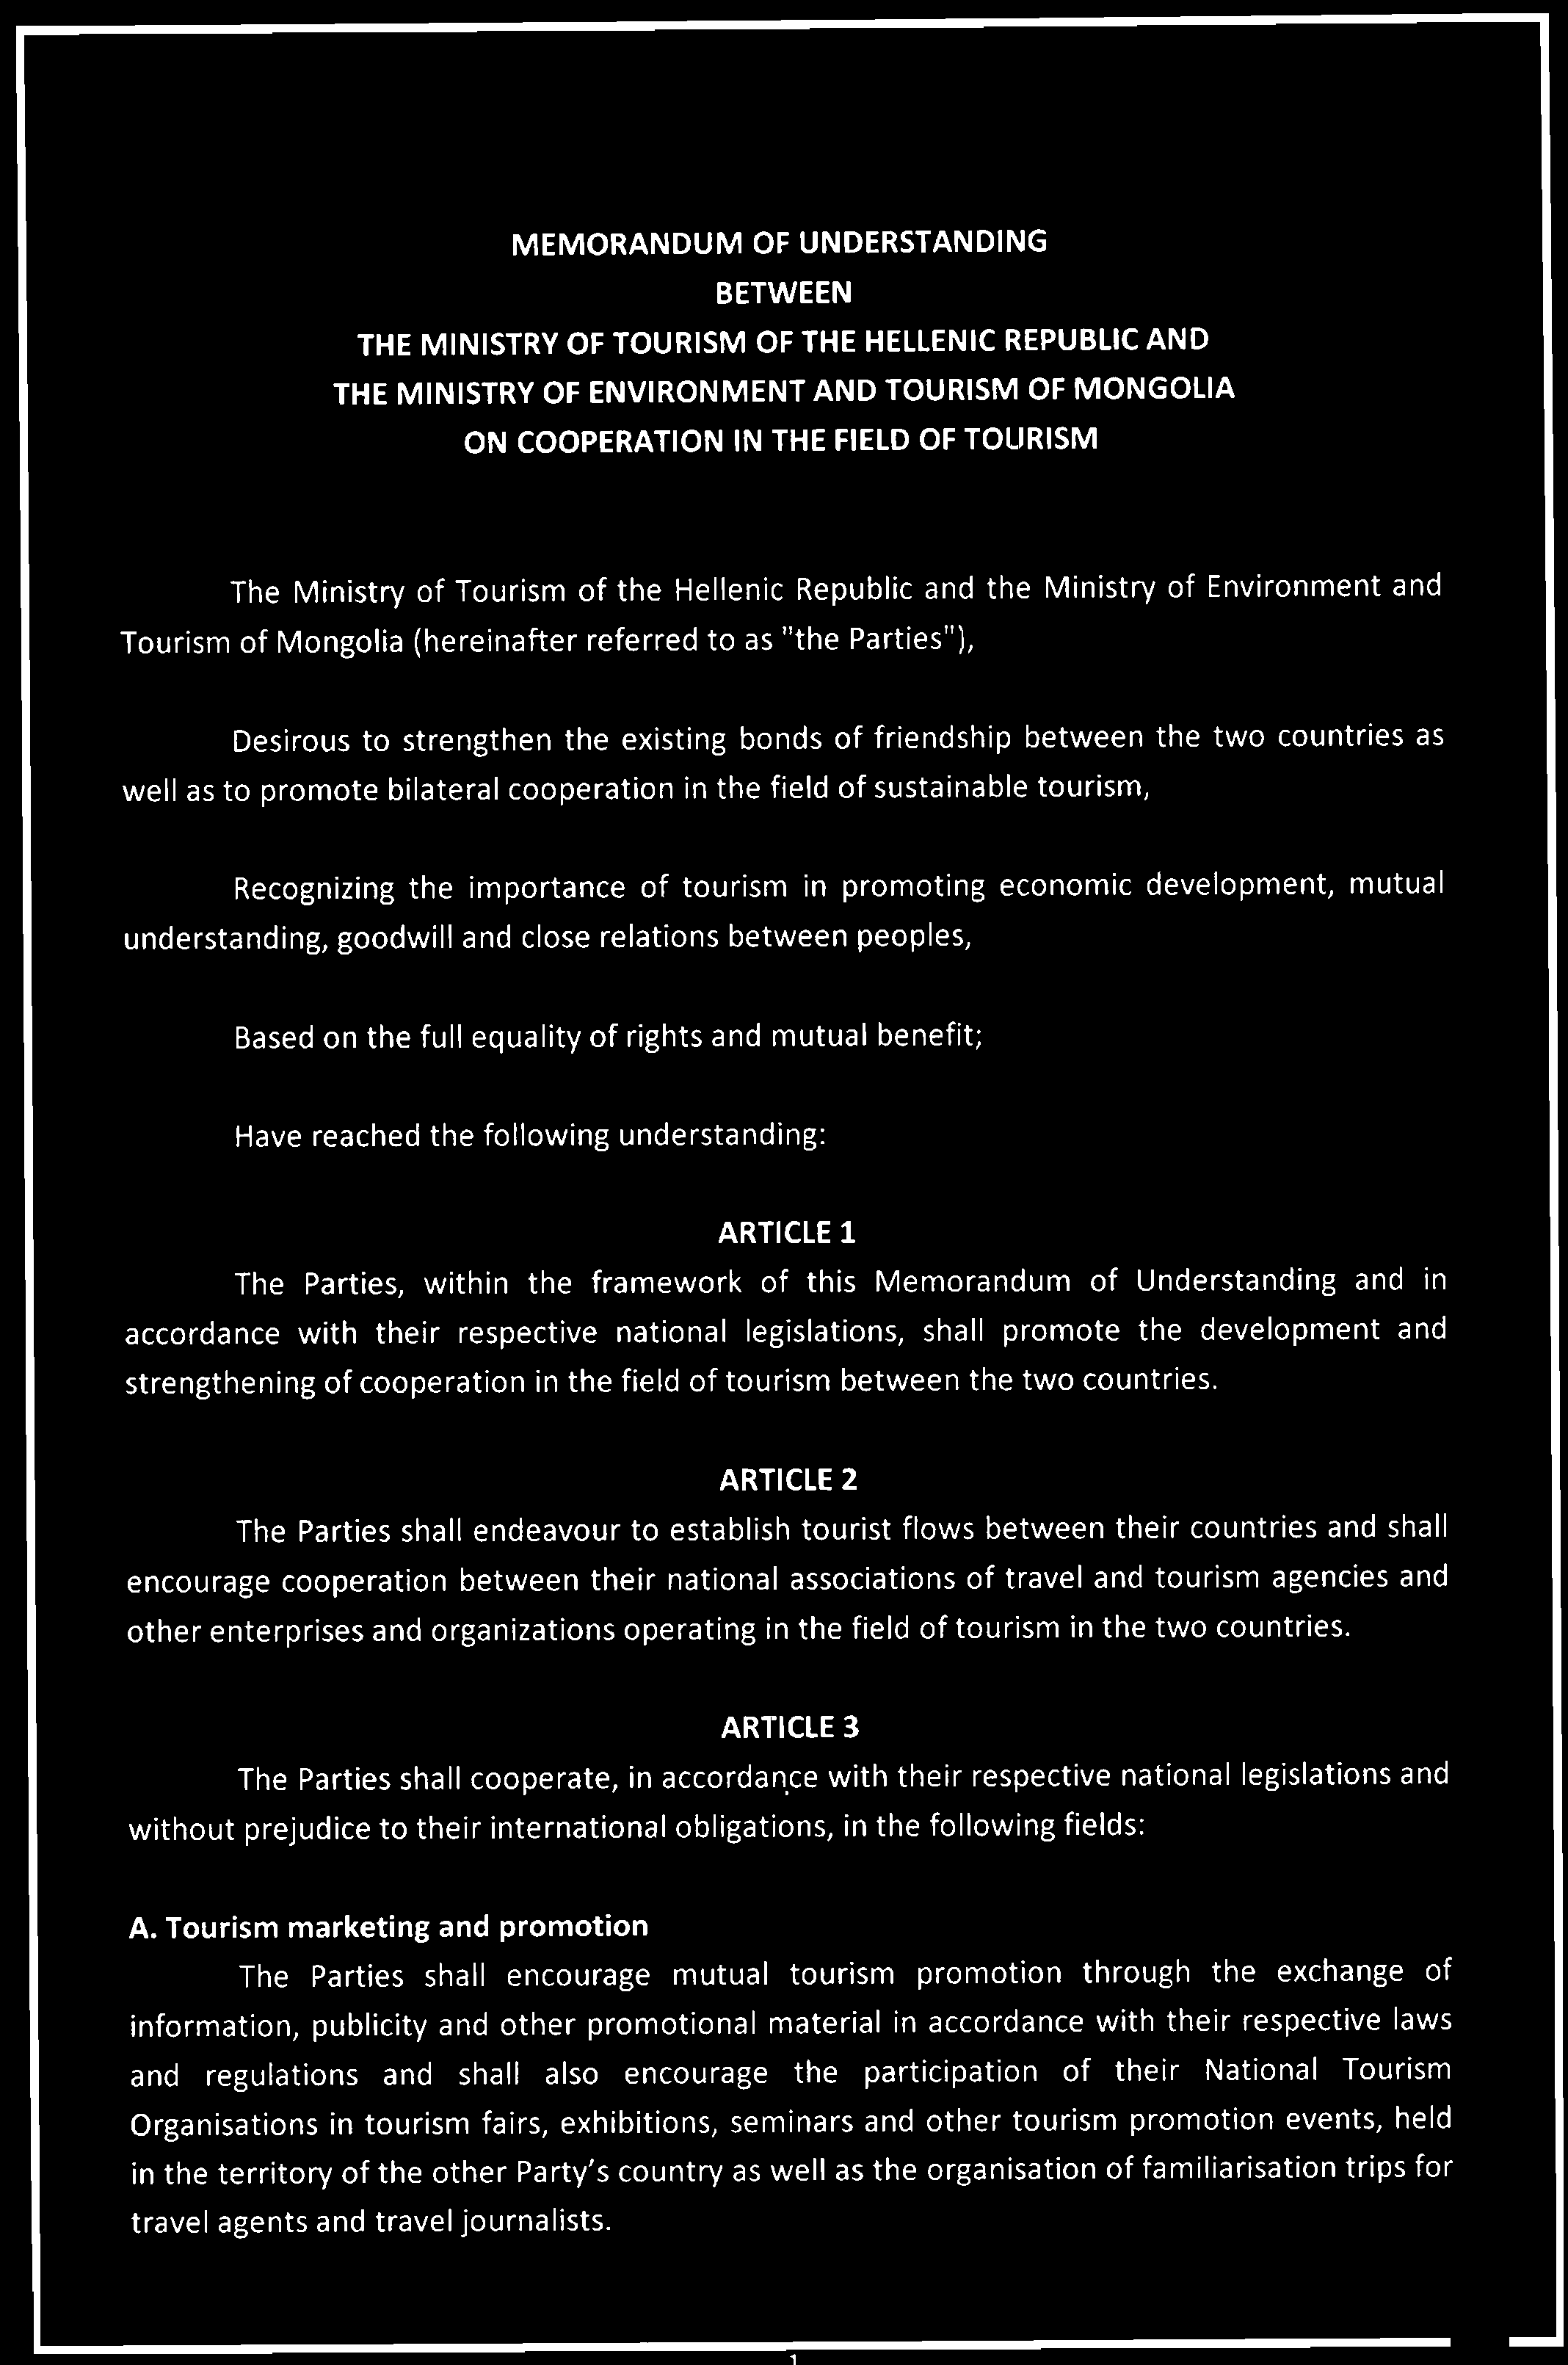 MEMORANDUM OF UNDERSTANDING
BETWEEN
THE MINISTRY OF TOURISM OF THE HELLENIC REPUBLIC AND
THE MINISTRY OF ENVIRONMENT AND TOURISM OF MONGOLIA
ON COOPERATION IN THE FIELD OF TOURISM
The Ministry of Tourism of the Hellenic Republic and the Ministry of Environment and
Tourism of Mongolia (hereinafter referred to as "the Parties"),
Desirous to strengthen the existing bonds of friendship between the two countries as
well as to promote bilateral cooperation in the field of sustainable tourism,
Recognizing the importance of tourism in promoting economic development, mutual
understanding, goodwill and close relations between peoples,
Based on the full equality of rights and mutual benefit;
Have reached the following understanding:
ARTICLE 1
The Parties, within the framework of this Memorandum of Understanding and in
accordance with their respective national legislations, shall promote the development and
strengthening of cooperation in the field of tourism between the two countries.
ARTICLE 2
The Parties shall endeavour to establish tourist flows between their countries and shall
encourage cooperation between their national associations of travel and tourism agencies and
other enterprises and organizations operating in the field of tourism in the two countries.
ARTICLE 3
The Parties shall cooperate, in accordance with their respective national legislations and
without prejudice to their international obligations, in the following fields:
A. Tourism marketing and promotion
The Parties shall encourage mutual tourism promotion through the exchange of
information, publicity and other promotional material in accordance with their respective laws
and regulations and shall also encourage the participation of their National Tourism
Organisations in tourism fairs, exhibitions, seminars and other tourism promotion events, held
in the territory of the other Party's country as well as the organisation of familiarisation trips for
travel agents and travel journalists.
1